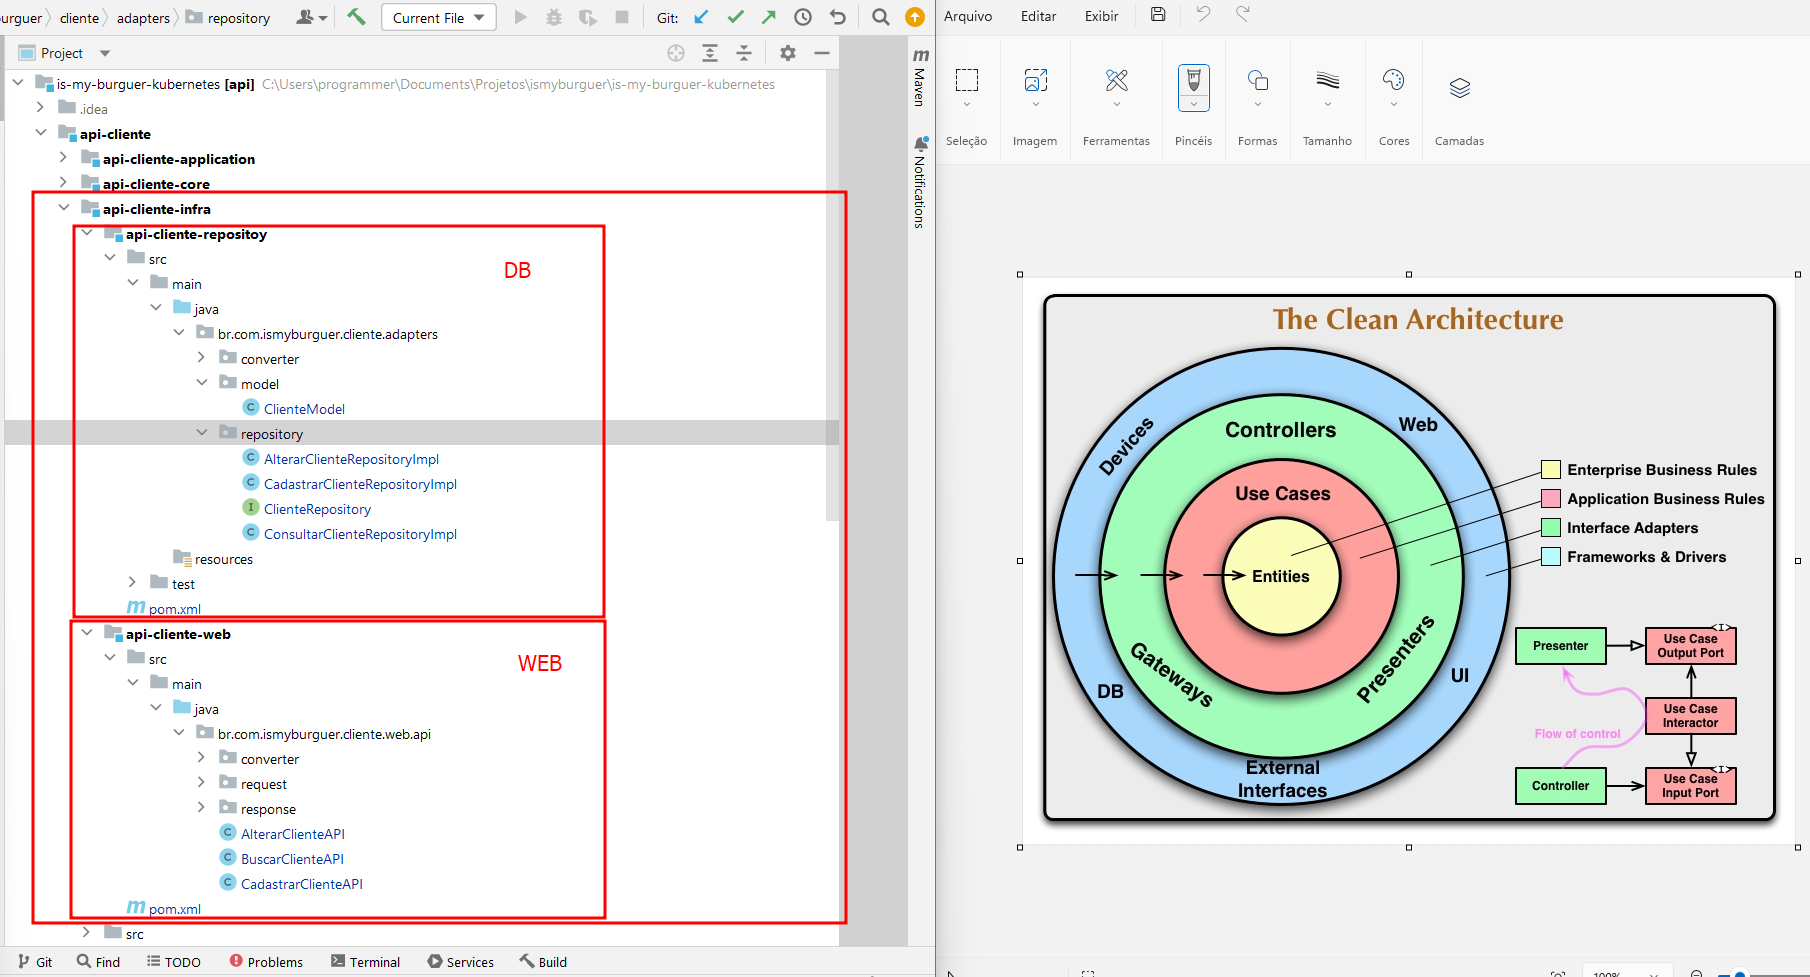 urguer
cliente
adapters
repository
Current File
Git:
Project
is-my-burguer-kubernetes [api] C:\Users\programmer\Documents\Projetos\ismyburguer\is-my-burguer-kubernetes
.idea
api-cliente
api-cliente-application
api-cliente-core
api-cliente-infra
api-cliente-repositoy
DB
src
main
java
br.com.ismyburguer.cliente.adapters
converter
model
ClienteModel
repository
AlterarClienteRepositoryImpl
CadastrarClienteRepositoryImpl
ClienteRepository
ConsultarClienteRepositoryImpl
resources
test
pom.xml
api-cliente-web
WEB
src
main
java
br.com.ismyburguer.cliente.web.api
converter
request
response
AlterarClienteAPI
BuscarClienteAPI
CadastrarClienteAPI
pom.xml
src
Git
Find
TODO
Problems
Terminal
Services
Build
Maven
Notifications
Arquivo
Editar
Exibir
Seleção
Imagem
Ferramentas
Pincéis
Formas
Tamanho
Cores
Camadas
The Clean Architecture
Devices
Web
Controllers
Use Cases
Entities
Gateways
Presenters
DB
UI
External
Interfaces
Enterprise Business Rules
Application Business Rules
Interface Adapters
Frameworks & Drivers
Presenter
Use Case
Output Port
<I>
Flow of control
Use Case
Interactor
Controller
Use Case
Input Port
<I>
100%